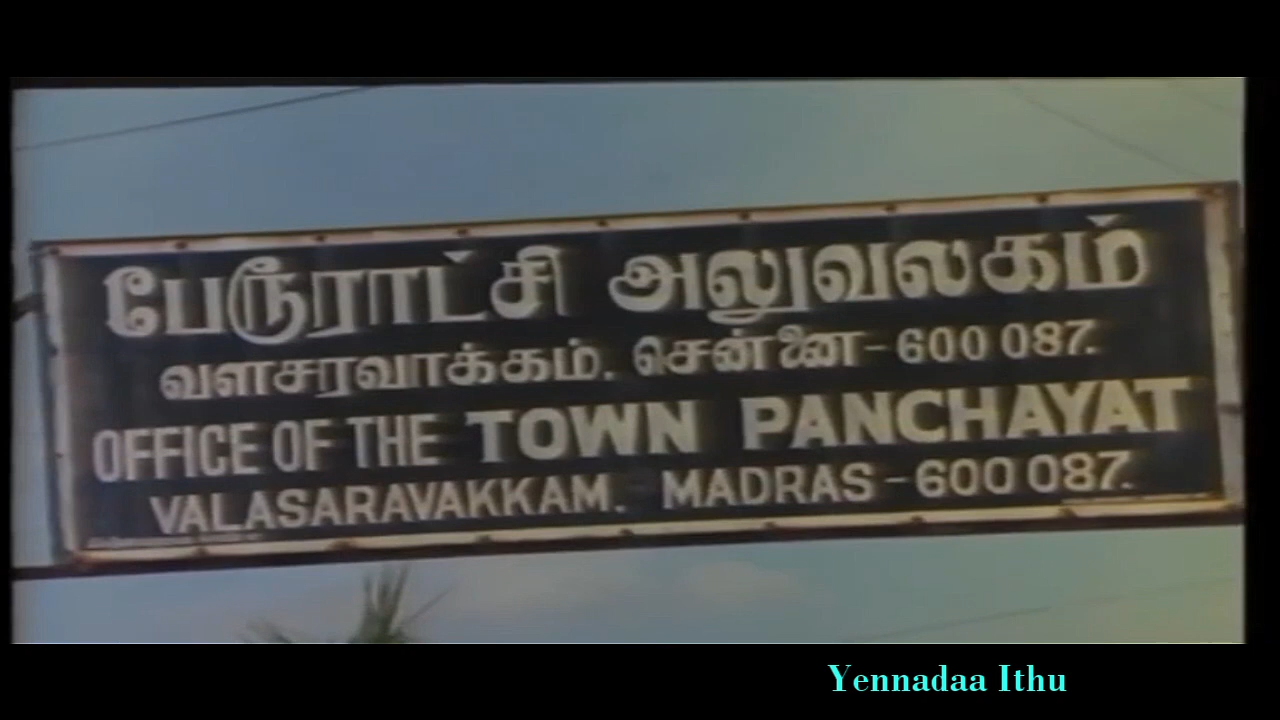 பேரூராட்சி அலுவலகம்
வளசரவாக்கம். சென்னை - 600 087.
OFFICE OF THE TOWN PANCHAYAT
VALASARAVAKKAM. MADRAS - 600 087.
Yennadaa Ithu